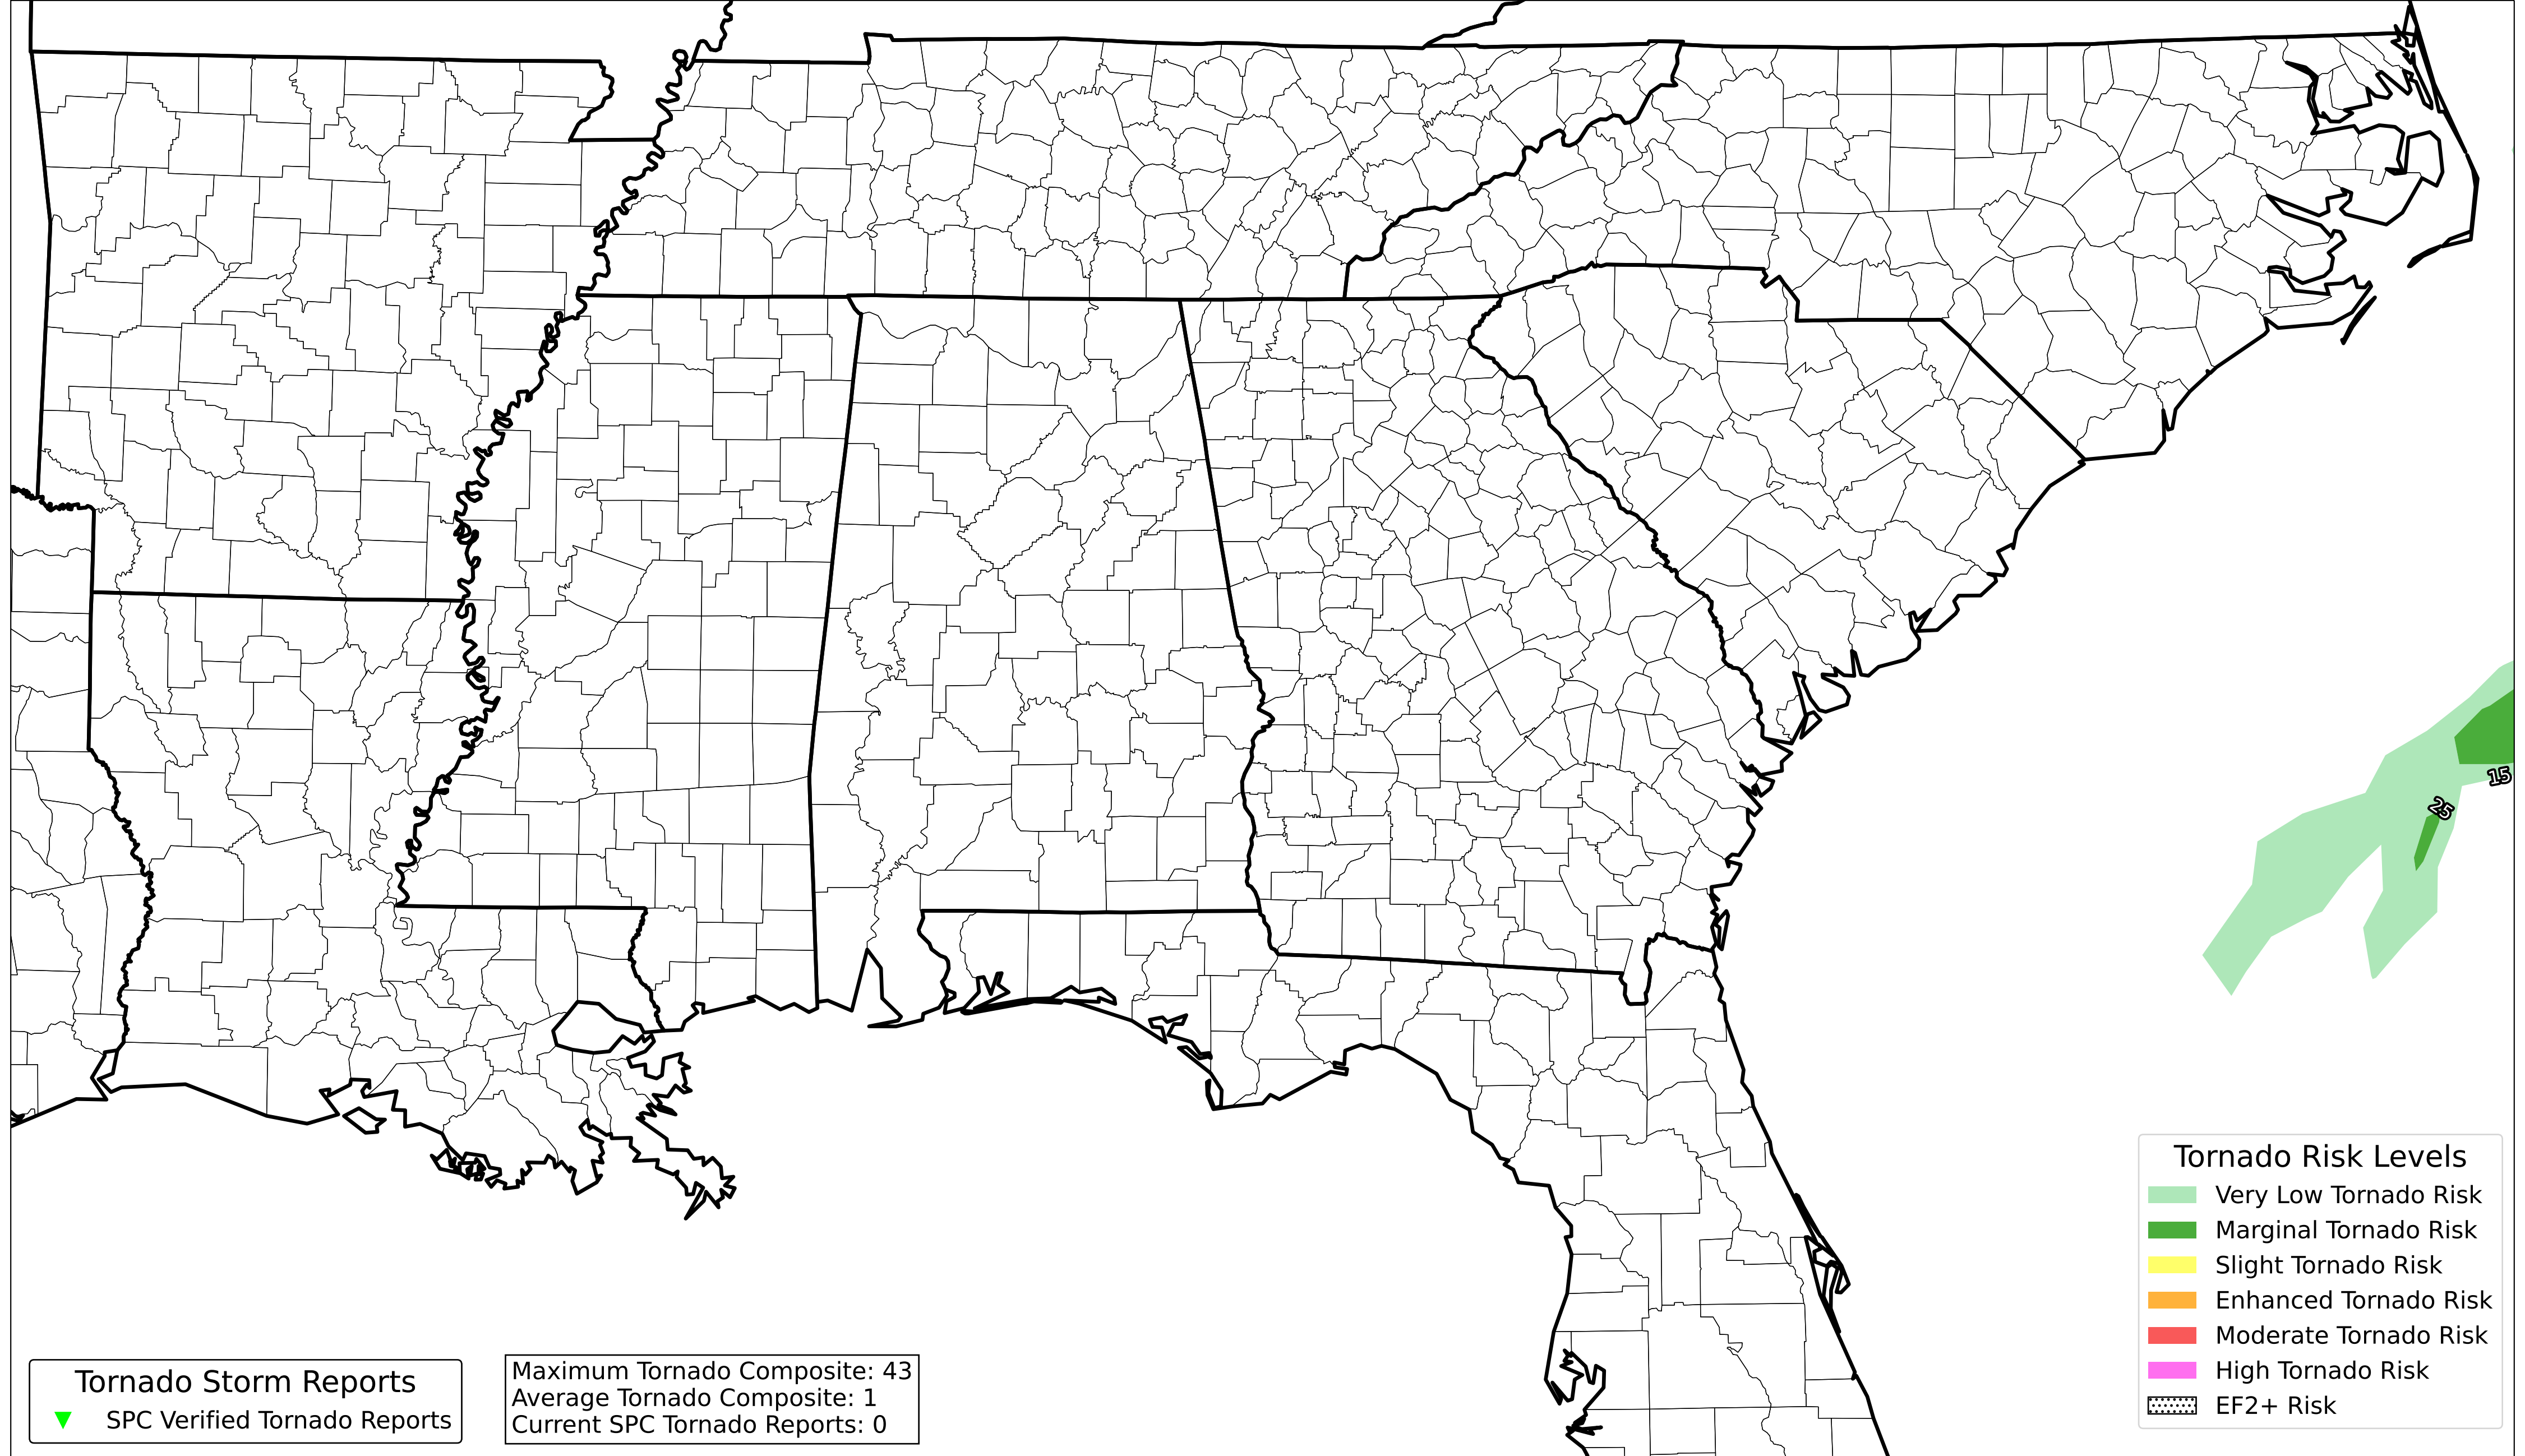 15
25
Tornado Risk Levels
Very Low Tornado Risk
Marginal Tornado Risk
Slight Tornado Risk
Enhanced Tornado Risk
Moderate Tornado Risk
High Tornado Risk
EF2+ Risk
Tornado Storm Reports
SPC Verified Tornado Reports
Maximum Tornado Composite: 43
Average Tornado Composite: 1
Current SPC Tornado Reports: 0